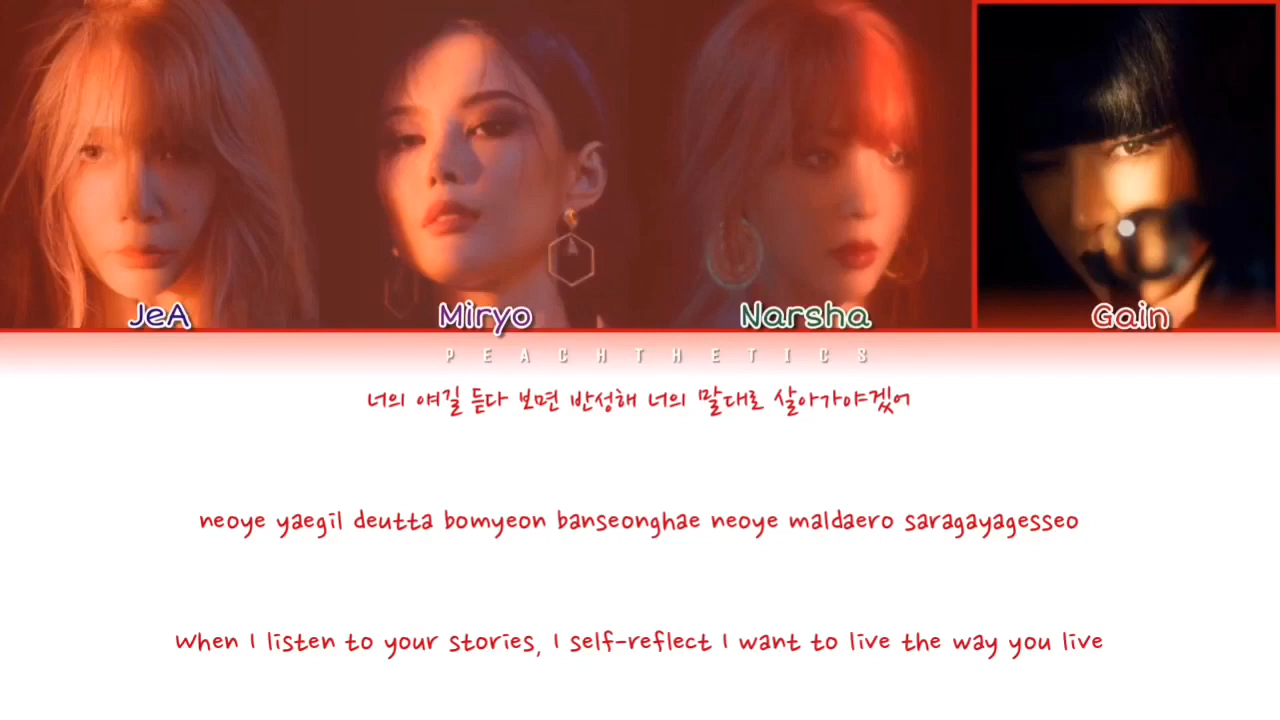 JeA
Miryo
Narsha
Gain
PEACHTHETICS
너의 얘길 듣다 보면 반성해 너의 말대로 살아가야겠어
neoye yaegil deutta bomyeon banseonghae neoye maldaero saragayagesseo
When I listen to your stories, I self-reflect I want to live the way you live